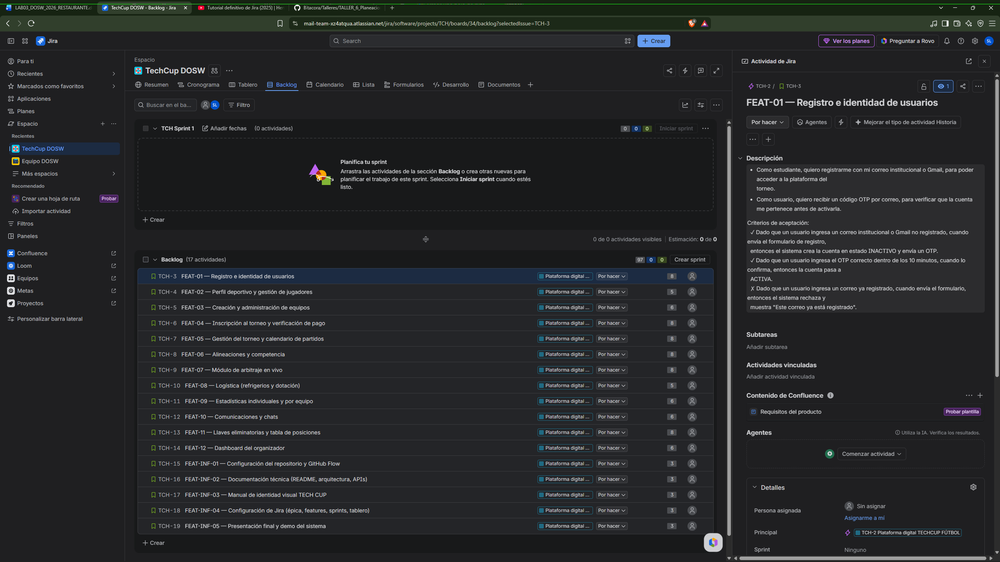 LAB03_DOSW_2026_RESTAURANTE.d
TechCup DOSW - Backlog - Jira
Tutorial definitivo de Jira (2025) | Her
Bitacora/Talleres/TALLER_6_Planeacio
mail-team-xz4atqua.atlassian.net/jira/software/projects/TCH/boards/34/backlog?selectedIssue=TCH-3
Jira
Search
Crear
Ver los planes
Preguntar a Rovo
SL
Para ti
Recientes
Marcados como favoritos
Aplicaciones
Planes
Espacio
Recientes
TechCup DOSW
Equipo DOSW
Más espacios
Recomendado
Crear una hoja de ruta
Probar
Importar actividad
Filtros
Paneles
Confluence
Loom
Equipos
Metas
Proyectos
Personalizar barra lateral
Espacio
TechCup DOSW
Resumen
Cronograma
Tablero
Backlog
Calendario
Lista
Formularios
Desarrollo
Documentos
Buscar en el ba...
SL
Filtro
TCH Sprint 1 Añadir fechas (0 actividades)
0 0 0 Iniciar sprint
Planifica tu sprint
Arrastra las actividades de la sección Backlog o crea otras nuevas para
planificar el trabajo de este sprint. Selecciona Iniciar sprint cuando estés
listo.
Crear
0 de 0 actividades visibles Estimación: 0 de 0
Backlog (17 actividades) 97 0 0 Crear sprint
TCH-3 FEAT-01 — Registro e identidad de usuarios Plataforma digital ... Por hacer 8
TCH-4 FEAT-02 — Perfil deportivo y gestión de jugadores Plataforma digital ... Por hacer 5
TCH-5 FEAT-03 — Creación y administración de equipos Plataforma digital ... Por hacer 6
TCH-6 FEAT-04 — Inscripción al torneo y verificación de pago Plataforma digital ... Por hacer 8
TCH-7 FEAT-05 — Gestión del torneo y calendario de partidos Plataforma digital ... Por hacer 8
TCH-8 FEAT-06 — Alineaciones y competencia Plataforma digital ... Por hacer 8
TCH-9 FEAT-07 — Módulo de arbitraje en vivo Plataforma digital ... Por hacer 8
TCH-10 FEAT-08 — Logística (refrigerios y dotación) Plataforma digital ... Por hacer 5
TCH-11 FEAT-09 — Estadísticas individuales y por equipo Plataforma digital ... Por hacer 6
TCH-12 FEAT-10 — Comunicaciones y chats Plataforma digital ... Por hacer 6
TCH-13 FEAT-11 — Llaves eliminatorias y tabla de posiciones Plataforma digital ... Por hacer 8
TCH-14 FEAT-12 — Dashboard del organizador Plataforma digital ... Por hacer 6
TCH-15 FEAT-INF-01 — Configuración del repositorio y GitHub Flow Plataforma digital ... Por hacer 3
TCH-16 FEAT-INF-02 — Documentación técnica (README, arquitectura, APIs) Plataforma digital ... Por hacer 3
TCH-17 FEAT-INF-03 — Manual de identidad visual TECH CUP Plataforma digital ... Por hacer 3
TCH-18 FEAT-INF-04 — Configuración de Jira (épica, features, sprints, tablero) Plataforma digital ... Por hacer 3
TCH-19 FEAT-INF-05 — Presentación final y demo del sistema Plataforma digital ... Por hacer 3
Crear
Actividad de Jira
TCH-2 / TCH-3
1
FEAT-01 — Registro e identidad de usuarios
Por hacer
Agentes
Mejorar el tipo de actividad Historia
Descripción
• Como estudiante, quiero registrarme con mi correo institucional o Gmail, para poder
acceder a la plataforma del
torneo.
• Como usuario, quiero recibir un código OTP por correo, para verificar que la cuenta
me pertenece antes de activarla.
Criterios de aceptación:
✓ Dado que un usuario ingresa un correo institucional o Gmail no registrado, cuando
envía el formulario de registro,
entonces el sistema crea la cuenta en estado INACTIVO y envía un OTP.
✓ Dado que un usuario ingresa el OTP correcto dentro de los 10 minutos, cuando lo
confirma, entonces la cuenta pasa a
ACTIVA.
✗ Dado que un usuario ingresa un correo ya registrado, cuando envía el formulario,
entonces el sistema rechaza y
muestra "Este correo ya está registrado".
Subtareas
Añadir subtarea
Actividades vinculadas
Añadir actividad vinculada
Contenido de Confluence
Requisitos del producto
Probar plantilla
Agentes
Utiliza la IA. Verifica los resultados.
Comenzar actividad
Detalles
Persona asignada
Sin asignar
Asignarme a mí
Principal
TCH-2 Plataforma digital TECHCUP FÚTBOL
Sprint
Ninguno